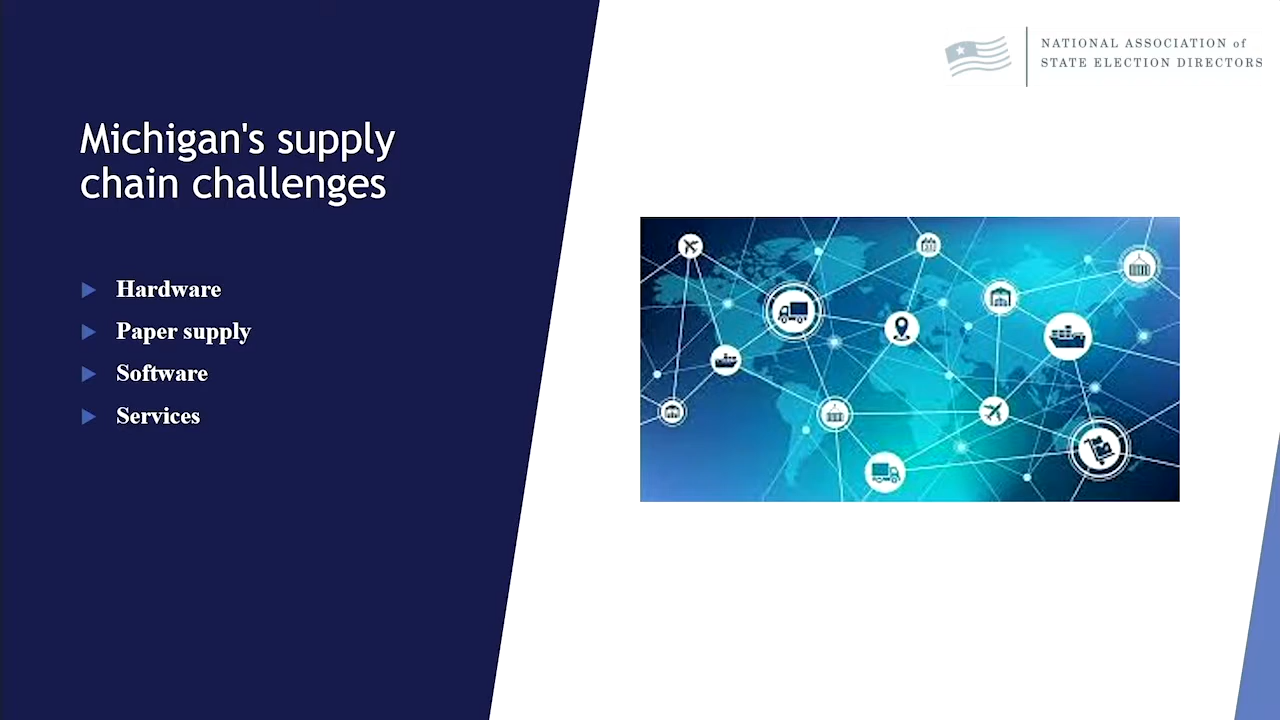 NATIONAL ASSOCIATION of
STATE ELECTION DIRECTORS
Michigan's supply
chain challenges
Hardware
Paper supply
Software
Services